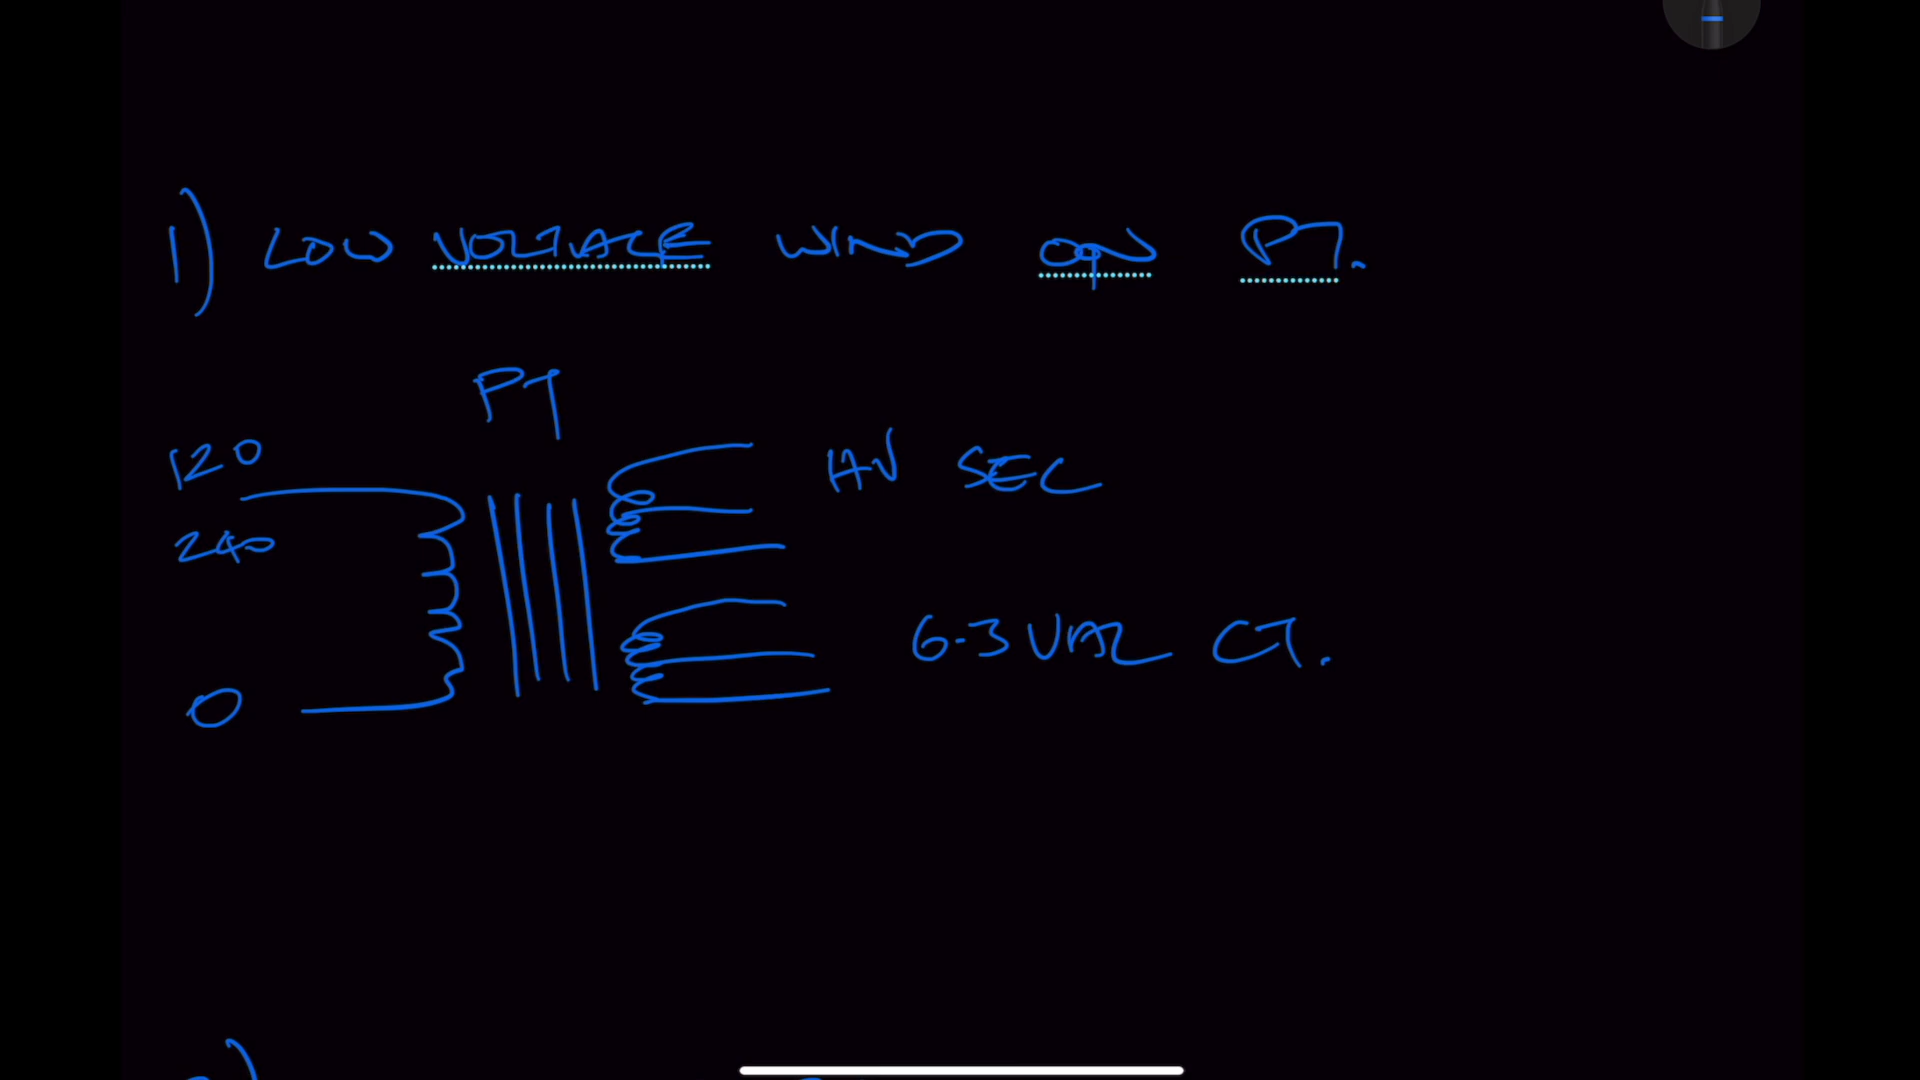 1) LOW VOLTAGE WIND ON PT.
PT
120
HV SEC
240
6.3 VAC CT.
0